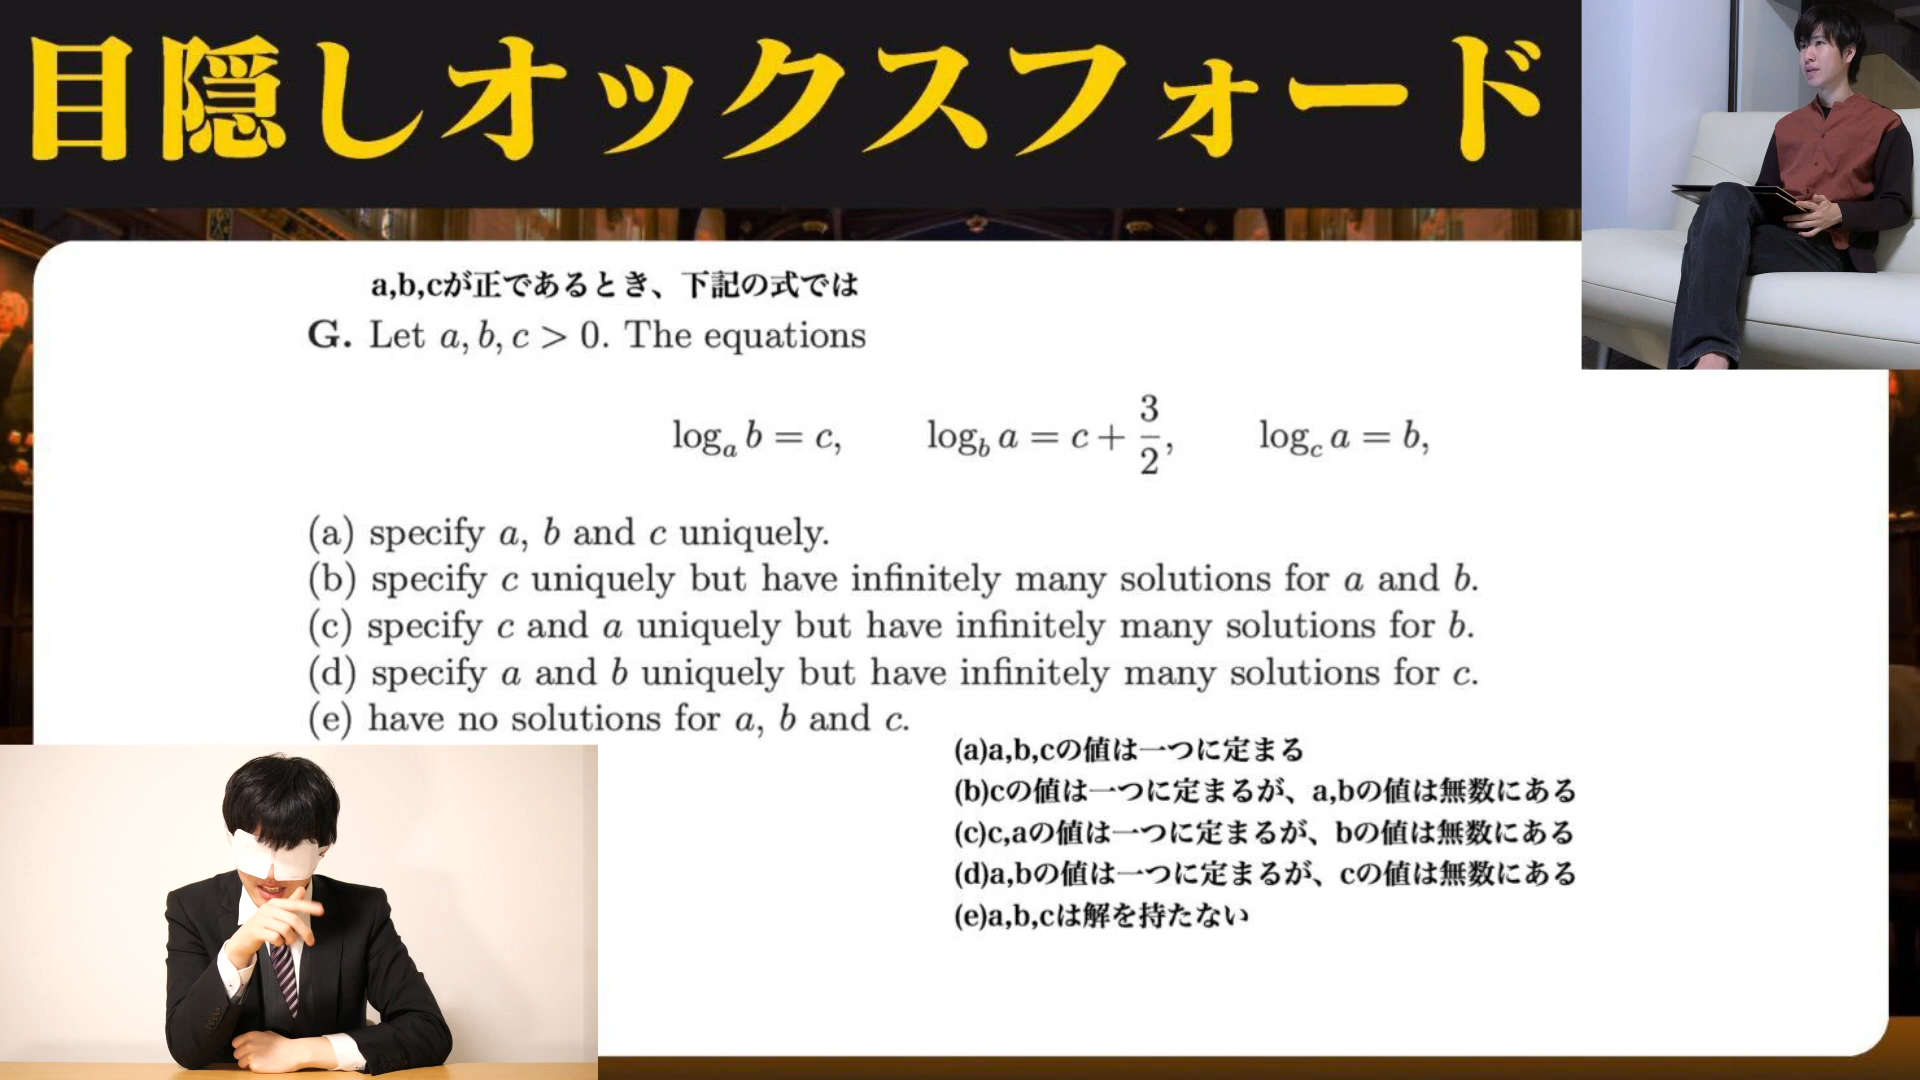 目隠しオックスフォード
a,b,cが正であるとき、下記の式では
G. Let a, b, c > 0. The equations
log_a b = c, log_b a = c + 3/2, log_c a = b,
(a) specify a, b and c uniquely.
(b) specify c uniquely but have infinitely many solutions for a and b.
(c) specify c and a uniquely but have infinitely many solutions for b.
(d) specify a and b uniquely but have infinitely many solutions for c.
(e) have no solutions for a, b and c.
(a)a,b,cの値は一つに定まる
(b)cの値は一つに定まるが、a,bの値は無数にある
(c)c,aの値は一つに定まるが、bの値は無数にある
(d)a,bの値は一つに定まるが、cの値は無数にある
(e)a,b,cは解を持たない